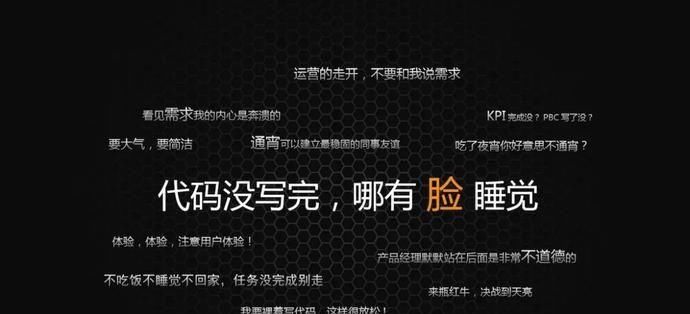 运营的走开，不要和我说需求
看见需求我的内心是奔溃的
KPI 完成没？ PBC 写了没？
要大气，要简洁
通宵可以建立最稳固的同事友谊
吃了夜宵你好意思不通宵？
代码没写完，哪有 脸 睡觉
体验，体验，注意用户体验！
产品经理默默站在后面是非常不道德的
不吃饭不睡觉不回家，任务没完成别走
来瓶红牛，决战到天亮
我要裸着写代码，这样很放松！